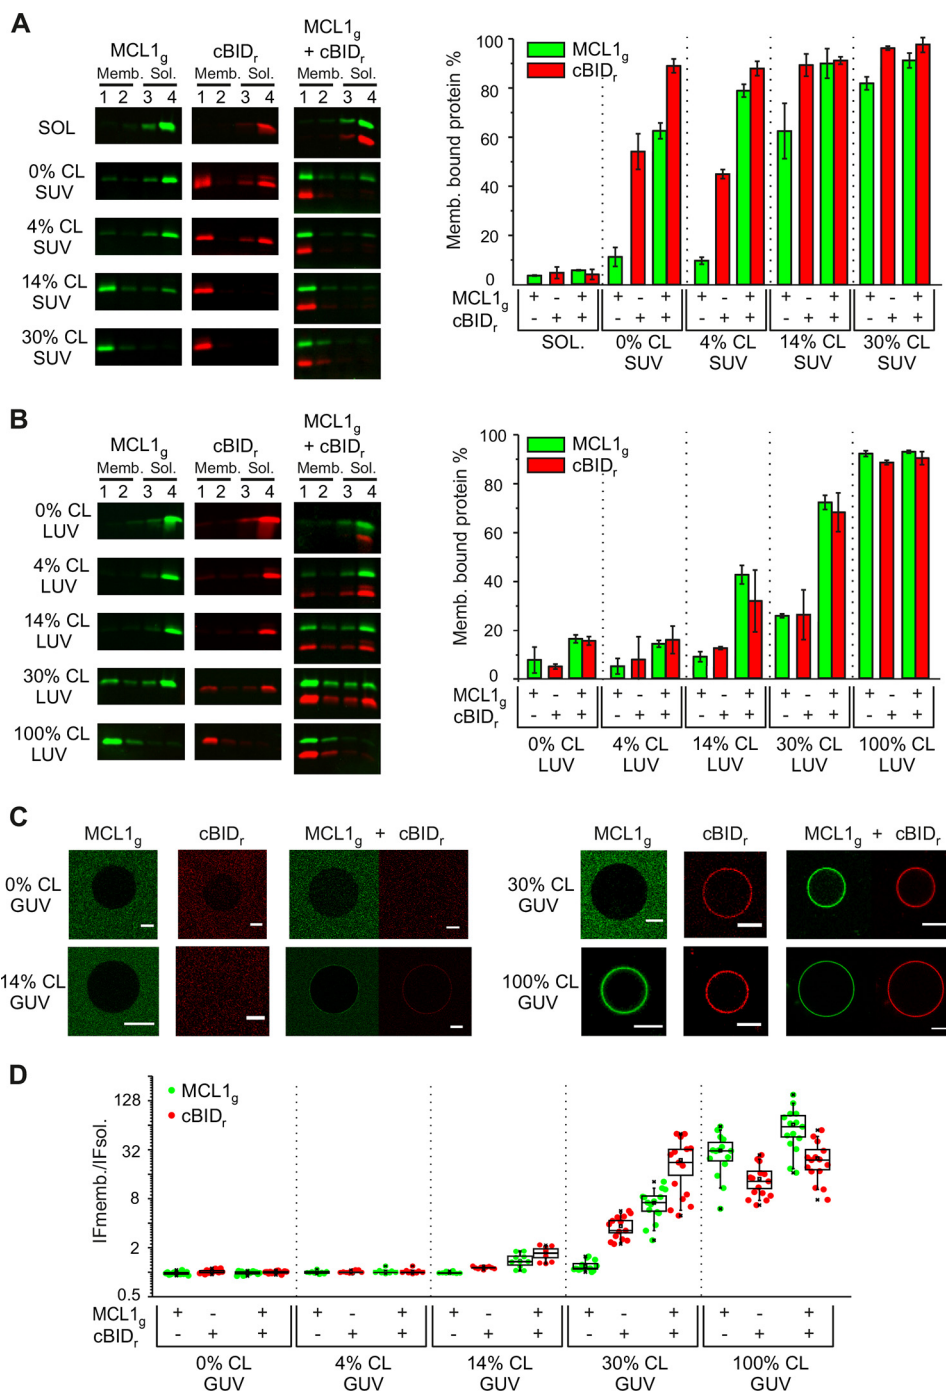 A
MCL1g
cBIDr
MCL1g + cBIDr
Memb. Sol.
Memb. Sol.
Memb. Sol.
1 2 3 4
1 2 3 4
1 2 3 4
SOL
0% CL SUV
4% CL SUV
14% CL SUV
30% CL SUV
Memb. bound protein %
100
80
60
40
20
0
MCL1g
cBIDr
MCL1g + - + + - + + - + + - + + - +
cBIDr - + + - + + - + + - + + - + +
SOL. 0% CL SUV 4% CL SUV 14% CL SUV 30% CL SUV
B
MCL1g
cBIDr
MCL1g + cBIDr
Memb. Sol.
Memb. Sol.
Memb. Sol.
1 2 3 4
1 2 3 4
1 2 3 4
0% CL LUV
4% CL LUV
14% CL LUV
30% CL LUV
100% CL LUV
Memb. bound protein %
100
80
60
40
20
0
MCL1g
cBIDr
MCL1g + - + + - + + - + + - + + - +
cBIDr - + + - + + - + + - + + - + +
0% CL LUV 4% CL LUV 14% CL LUV 30% CL LUV 100% CL LUV
C
MCL1g cBIDr MCL1g + cBIDr
MCL1g cBIDr MCL1g + cBIDr
0% CL GUV
30% CL GUV
14% CL GUV
100% CL GUV
D
IFmemb./IFsol.
128
32
8
2
0.5
MCL1g
cBIDr
MCL1g + - + + - + + - + + - + + - +
cBIDr - + + - + + - + + - + + - + +
0% CL GUV 4% CL GUV 14% CL GUV 30% CL GUV 100% CL GUV